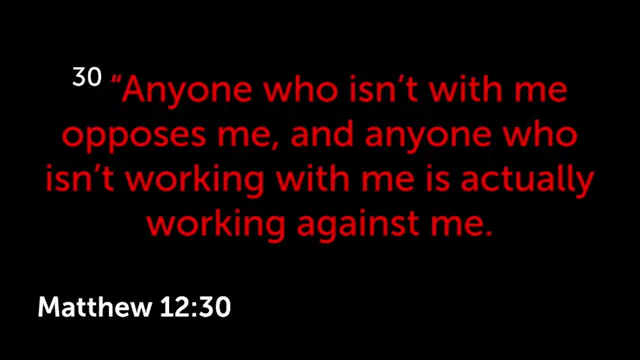 30 “Anyone who isn’t with me
opposes me, and anyone who
isn’t working with me is actually
working against me.
Matthew 12:30